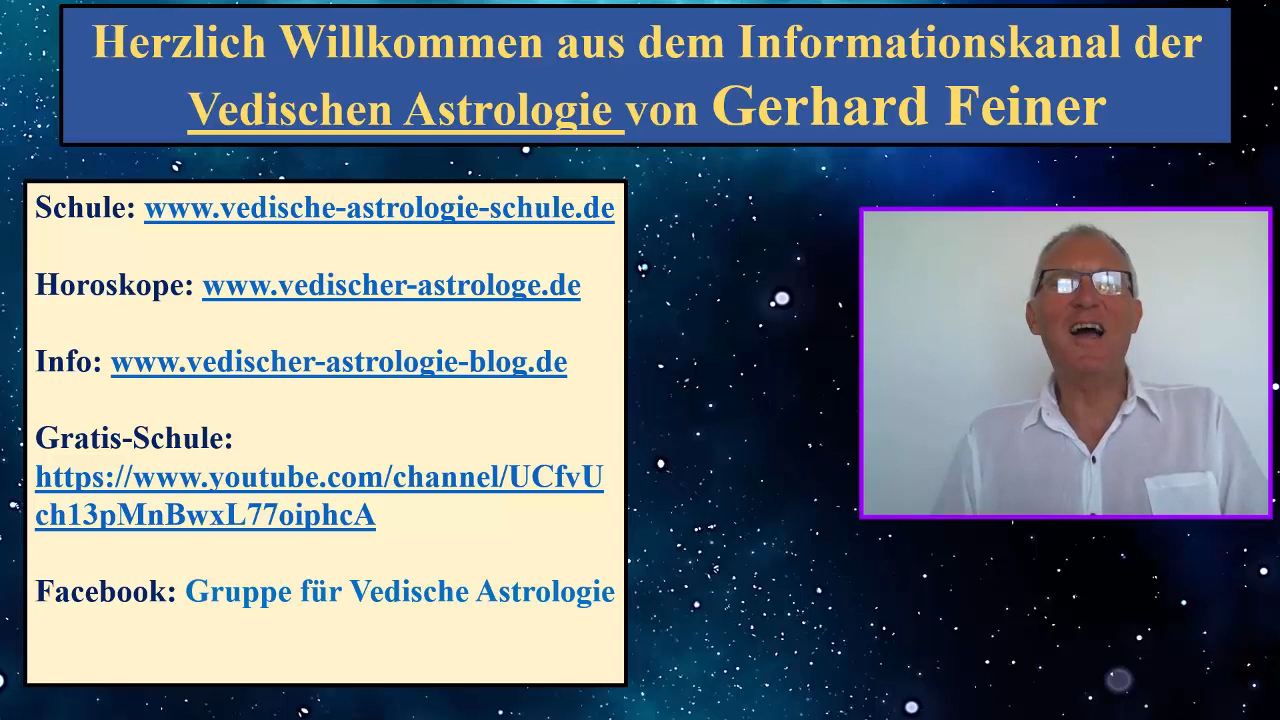 Herzlich Willkommen aus dem Informationskanal der
Vedischen Astrologie von Gerhard Feiner
Schule: www.vedische-astrologie-schule.de
Horoskope: www.vedischer-astrologe.de
Info: www.vedischer-astrologie-blog.de
Gratis-Schule:
https://www.youtube.com/channel/UCfvU
ch13pMnBwxL77oiphcA
Facebook: Gruppe für Vedische Astrologie